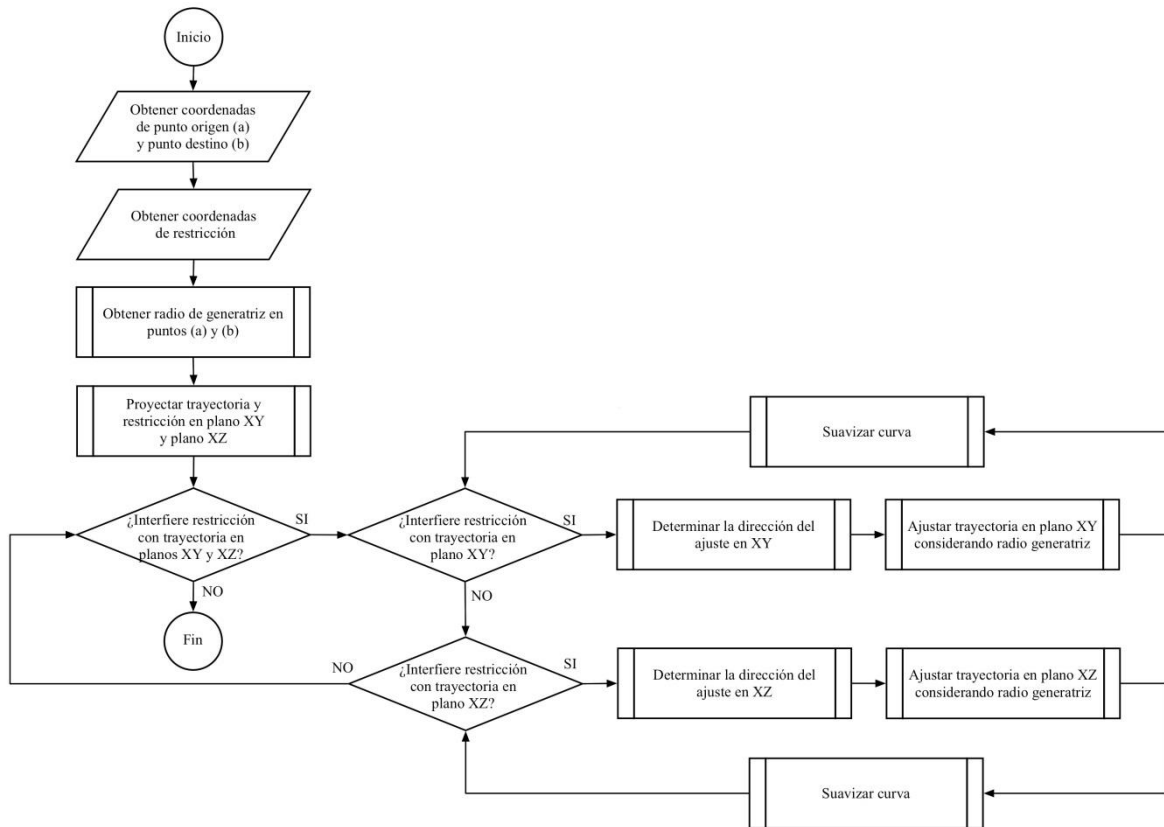 Inicio
Obtener coordenadas
de punto origen (a)
y punto destino (b)
Obtener coordenadas
de restricción
Obtener radio de generatriz en
puntos (a) y (b)
Proyectar trayectoria y
restricción en plano XY
y plano XZ
¿Interfiere restricción
con trayectoria en
planos XY y XZ?
SI
NO
Fin
¿Interfiere restricción
con trayectoria en
plano XY?
SI
NO
Determinar la dirección del
ajuste en XY
Ajustar trayectoria en plano XY
considerando radio generatriz
Suavizar curva
¿Interfiere restricción
con trayectoria en
plano XZ?
NO
SI
Determinar la dirección del
ajuste en XZ
Ajustar trayectoria en plano XZ
considerando radio generatriz
Suavizar curva